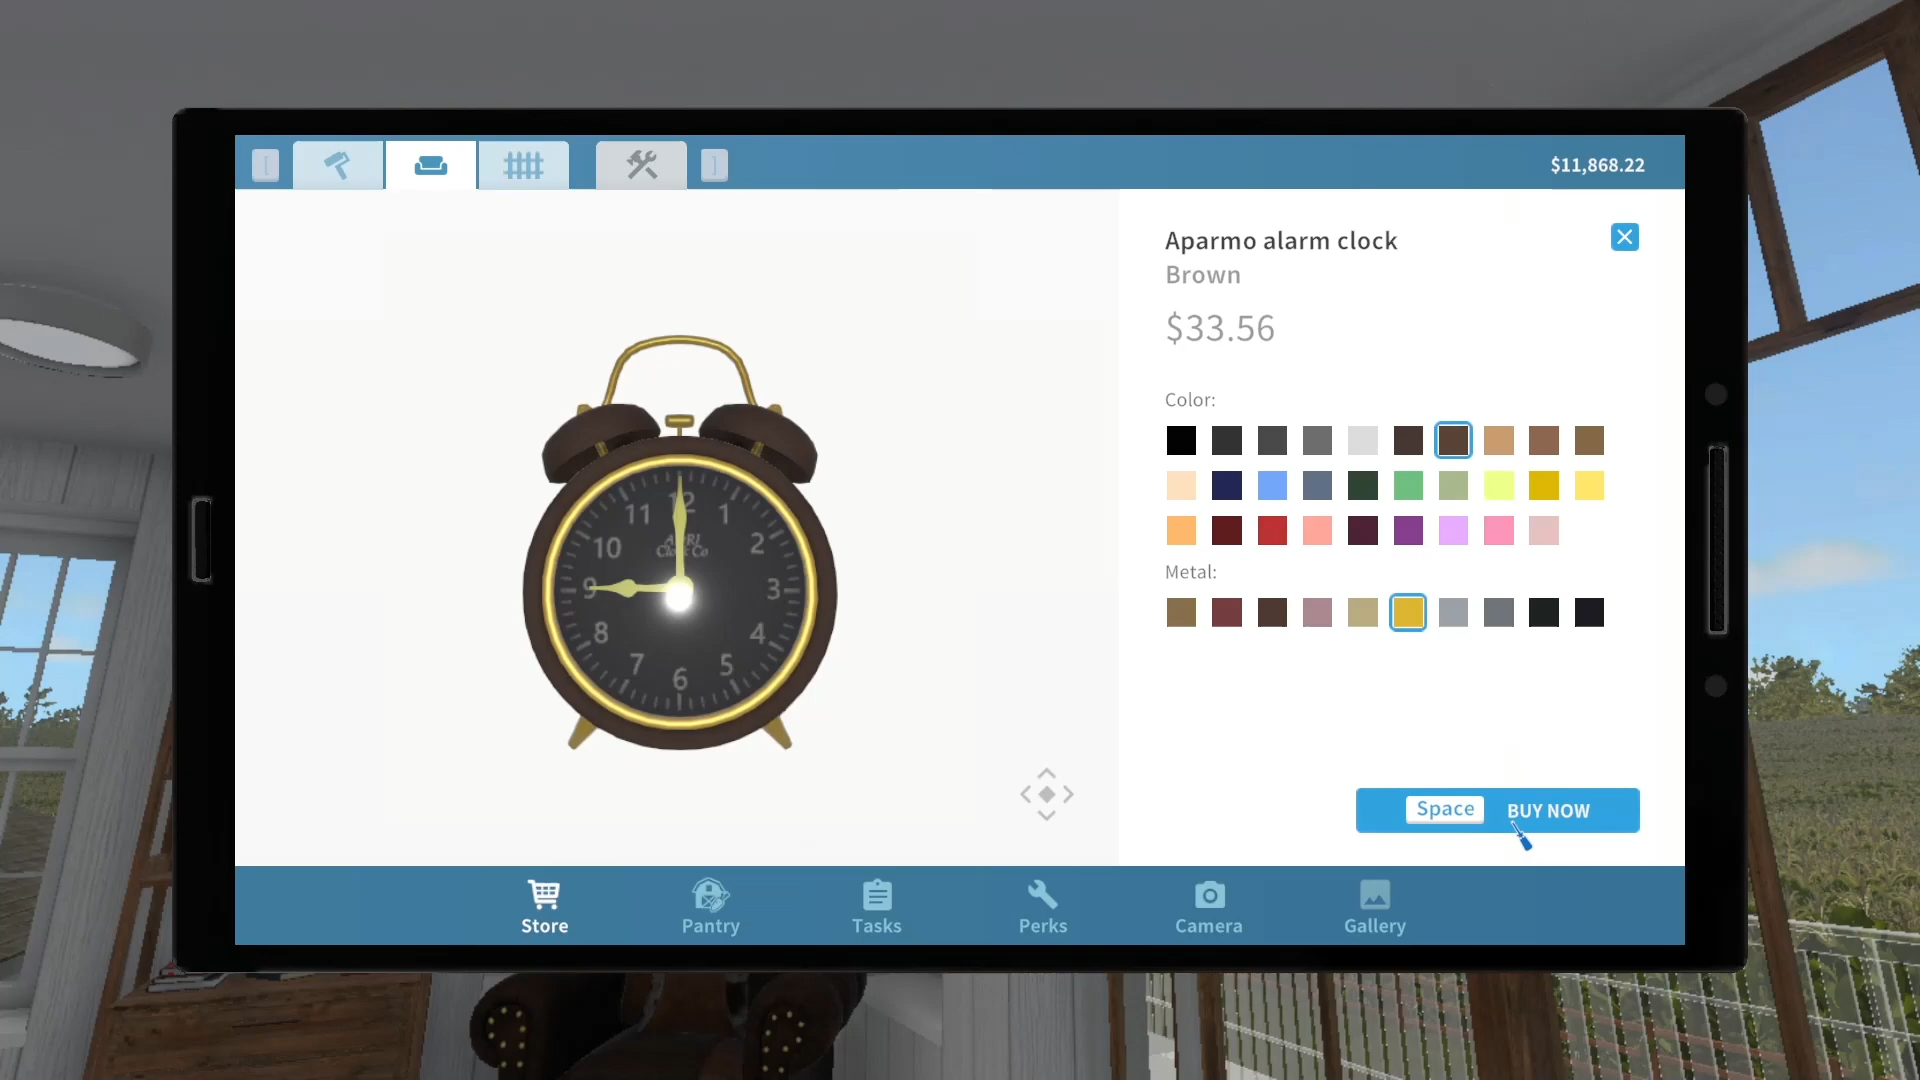 [
]
$11,868.22
Aparmo alarm clock
Brown
$33.56
Color:
Metal:
12
1
2
3
4
5
6
7
8
9
10
11
Space BUY NOW
Store
Pantry
Tasks
Perks
Camera
Gallery